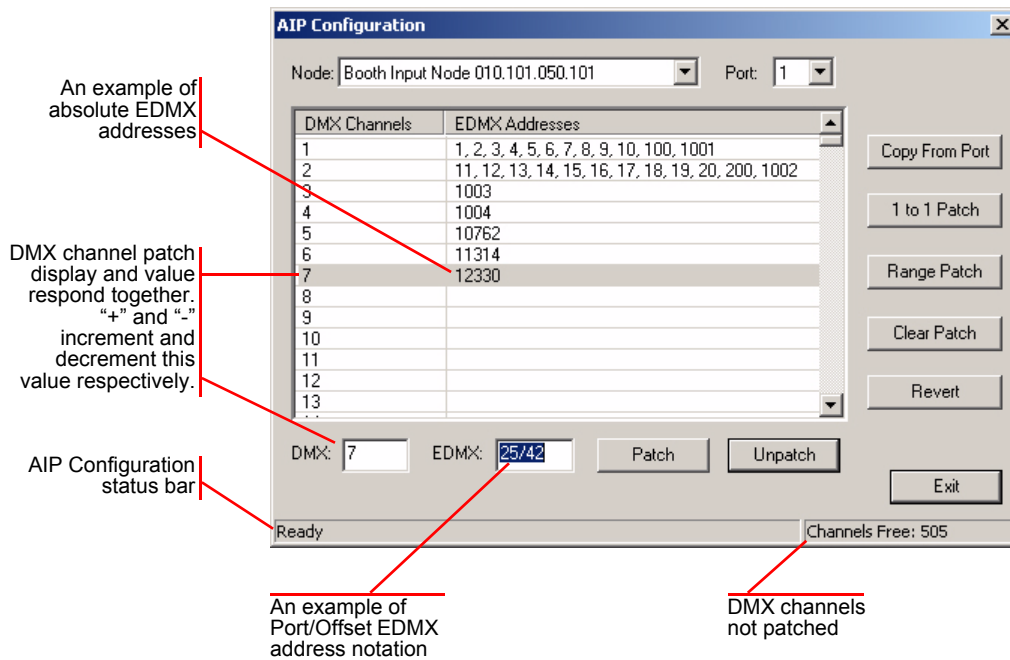 AIP Configuration
Node: Booth Input Node 010.101.050.101 Port: 1
An example of
absolute EDMX
addresses
DMX Channels EDMX Addresses
1 1, 2, 3, 4, 5, 6, 7, 8, 9, 10, 100, 1001
2 11, 12, 13, 14, 15, 16, 17, 18, 19, 20, 200, 1002
3 1003
4 1004
5 10762
6 11314
7 12330
8
9
10
11
12
13
Copy From Port
1 to 1 Patch
Range Patch
Clear Patch
Revert
DMX channel patch
display and value
respond together.
“+” and “-”
increment and
decrement this
value respectively.
DMX: 7 EDMX: 25/42 Patch Unpatch
Exit
AIP Configuration
status bar
Ready Channels Free: 505
An example of
Port/Offset EDMX
address notation
DMX channels
not patched